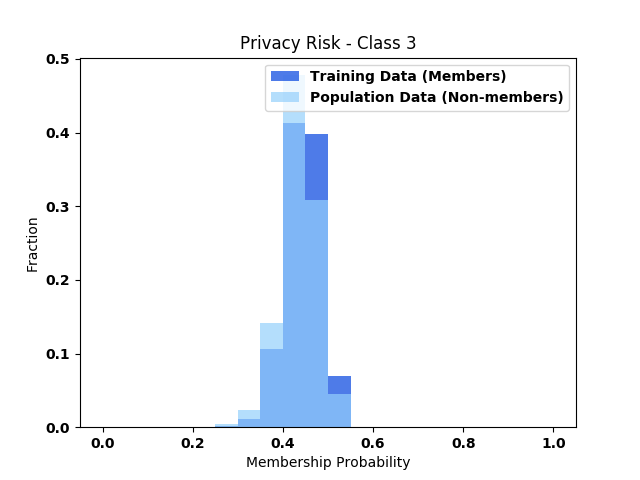 Privacy Risk - Class 3
Training Data (Members)
Population Data (Non-members)
0.5
0.4
0.3
0.2
0.1
0.0
Fraction
0.0 0.2 0.4 0.6 0.8 1.0
Membership Probability